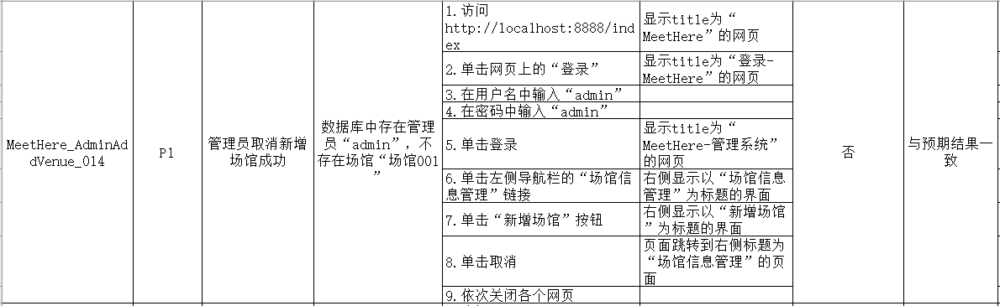 MeetHere_AdminAd
dVenue_014
P1
管理员取消新增
场馆成功
数据库中存在管理
员“admin”，不
存在场馆“场馆001
”
1.访问
http://localhost:8888/ind
ex
显示title为“
MeetHere”的网页
2.单击网页上的“登录”
显示title为“登录-
MeetHere”的网页
3.在用户名中输入“admin”
4.在密码中输入“admin”
5.单击登录
显示title为“
MeetHere-管理系统”
的网页
6.单击左侧导航栏的“场馆信
息管理”链接
右侧显示以“场馆信息
管理”为标题的界面
7.单击“新增场馆”按钮
右侧显示以“新增场馆
”为标题的界面
8.单击取消
页面跳转到右侧标题为
“场馆信息管理”的页
面
9.依次关闭各个网页
否
与预期结果一
致